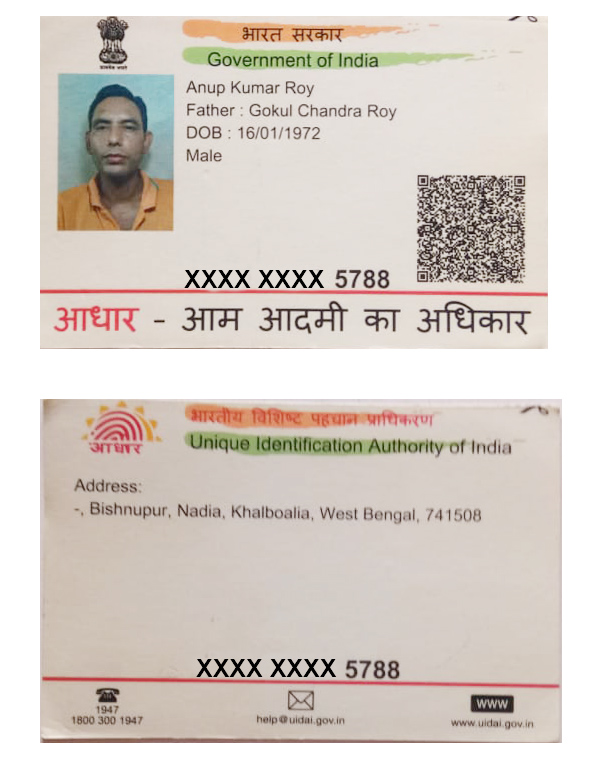 भारत सरकार
Government of India
Anup Kumar Roy
Father : Gokul Chandra Roy
DOB : 16/01/1972
Male
XXXX XXXX 5788
आधार - आम आदमी का अधिकार
भारतीय विशिष्ट पहचान प्राधिकरण
Unique Identification Authority of India
आधार
Address:
-, Bishnupur, Nadia, Khalboalia, West Bengal, 741508
XXXX XXXX 5788
1947
1800 300 1947
help@uidai.gov.in
WWW
www.uidai.gov.in